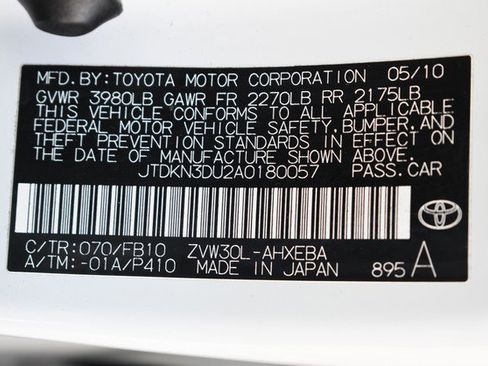 MFD.BY:TOYOTA MOTOR CORPORATION 05/10
GVWR 3980LB GAWR FR 2270LB RR 2175LB
THIS VEHICLE CONFORMS TO ALL APPLICABLE
FEDERAL MOTOR VEHICLE SAFETY,BUMPER,AND
THEFT PREVENTION STANDARDS IN EFFECT ON
THE DATE OF MANUFACTURE SHOWN ABOVE.
JTDKN3DU2A0180057 PASS.CAR
C/TR:070/FB10 ZVW30L-AHXEBA
A/TM:-01A/P410 MADE IN JAPAN 895 A